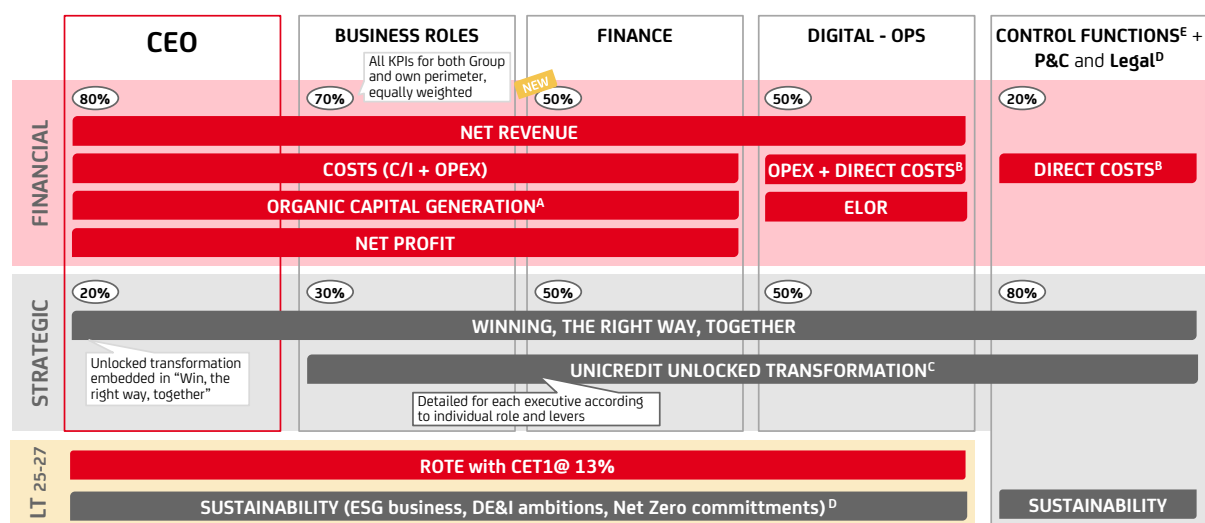 CEO
BUSINESS ROLES
FINANCE
DIGITAL - OPS
CONTROL FUNCTIONSᴱ +
P&C and Legalᴰ
All KPIs for both Group
and own perimeter,
equally weighted
NEW
FINANCIAL
80%
70%
50%
50%
20%
NET REVENUE
COSTS (C/I + OPEX)
OPEX + DIRECT COSTSᴮ
DIRECT COSTSᴮ
ORGANIC CAPITAL GENERATIONᴬ
ELOR
NET PROFIT
STRATEGIC
20%
30%
50%
50%
80%
WINNING, THE RIGHT WAY, TOGETHER
Unlocked transformation
embedded in “Win, the
right way, together”
UNICREDIT UNLOCKED TRANSFORMATIONᶜ
Detailed for each executive according
to individual role and levers
LT 25-27
ROTE with CET1@ 13%
SUSTAINABILITY (ESG business, DE&I ambitions, Net Zero committments) ᴰ
SUSTAINABILITY